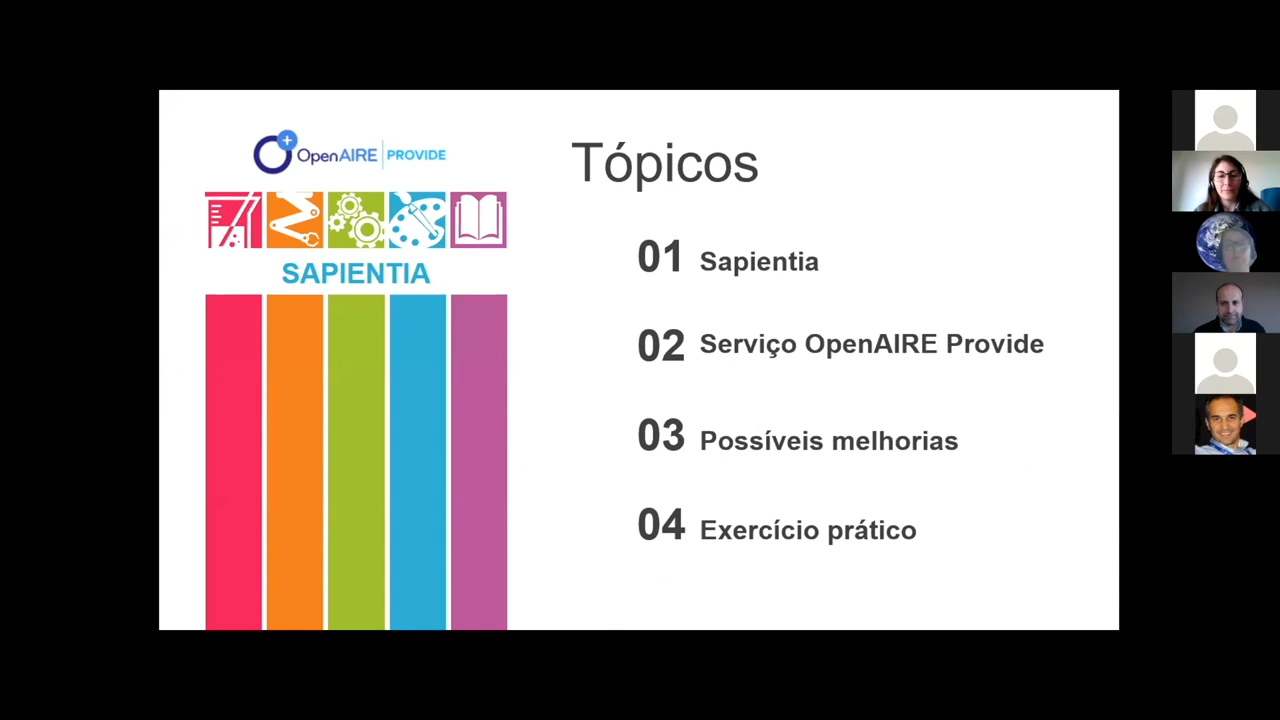 OpenAIRE PROVIDE
SAPIENTIA
Tópicos
01 Sapientia
02 Serviço OpenAIRE Provide
03 Possíveis melhorias
04 Exercício prático